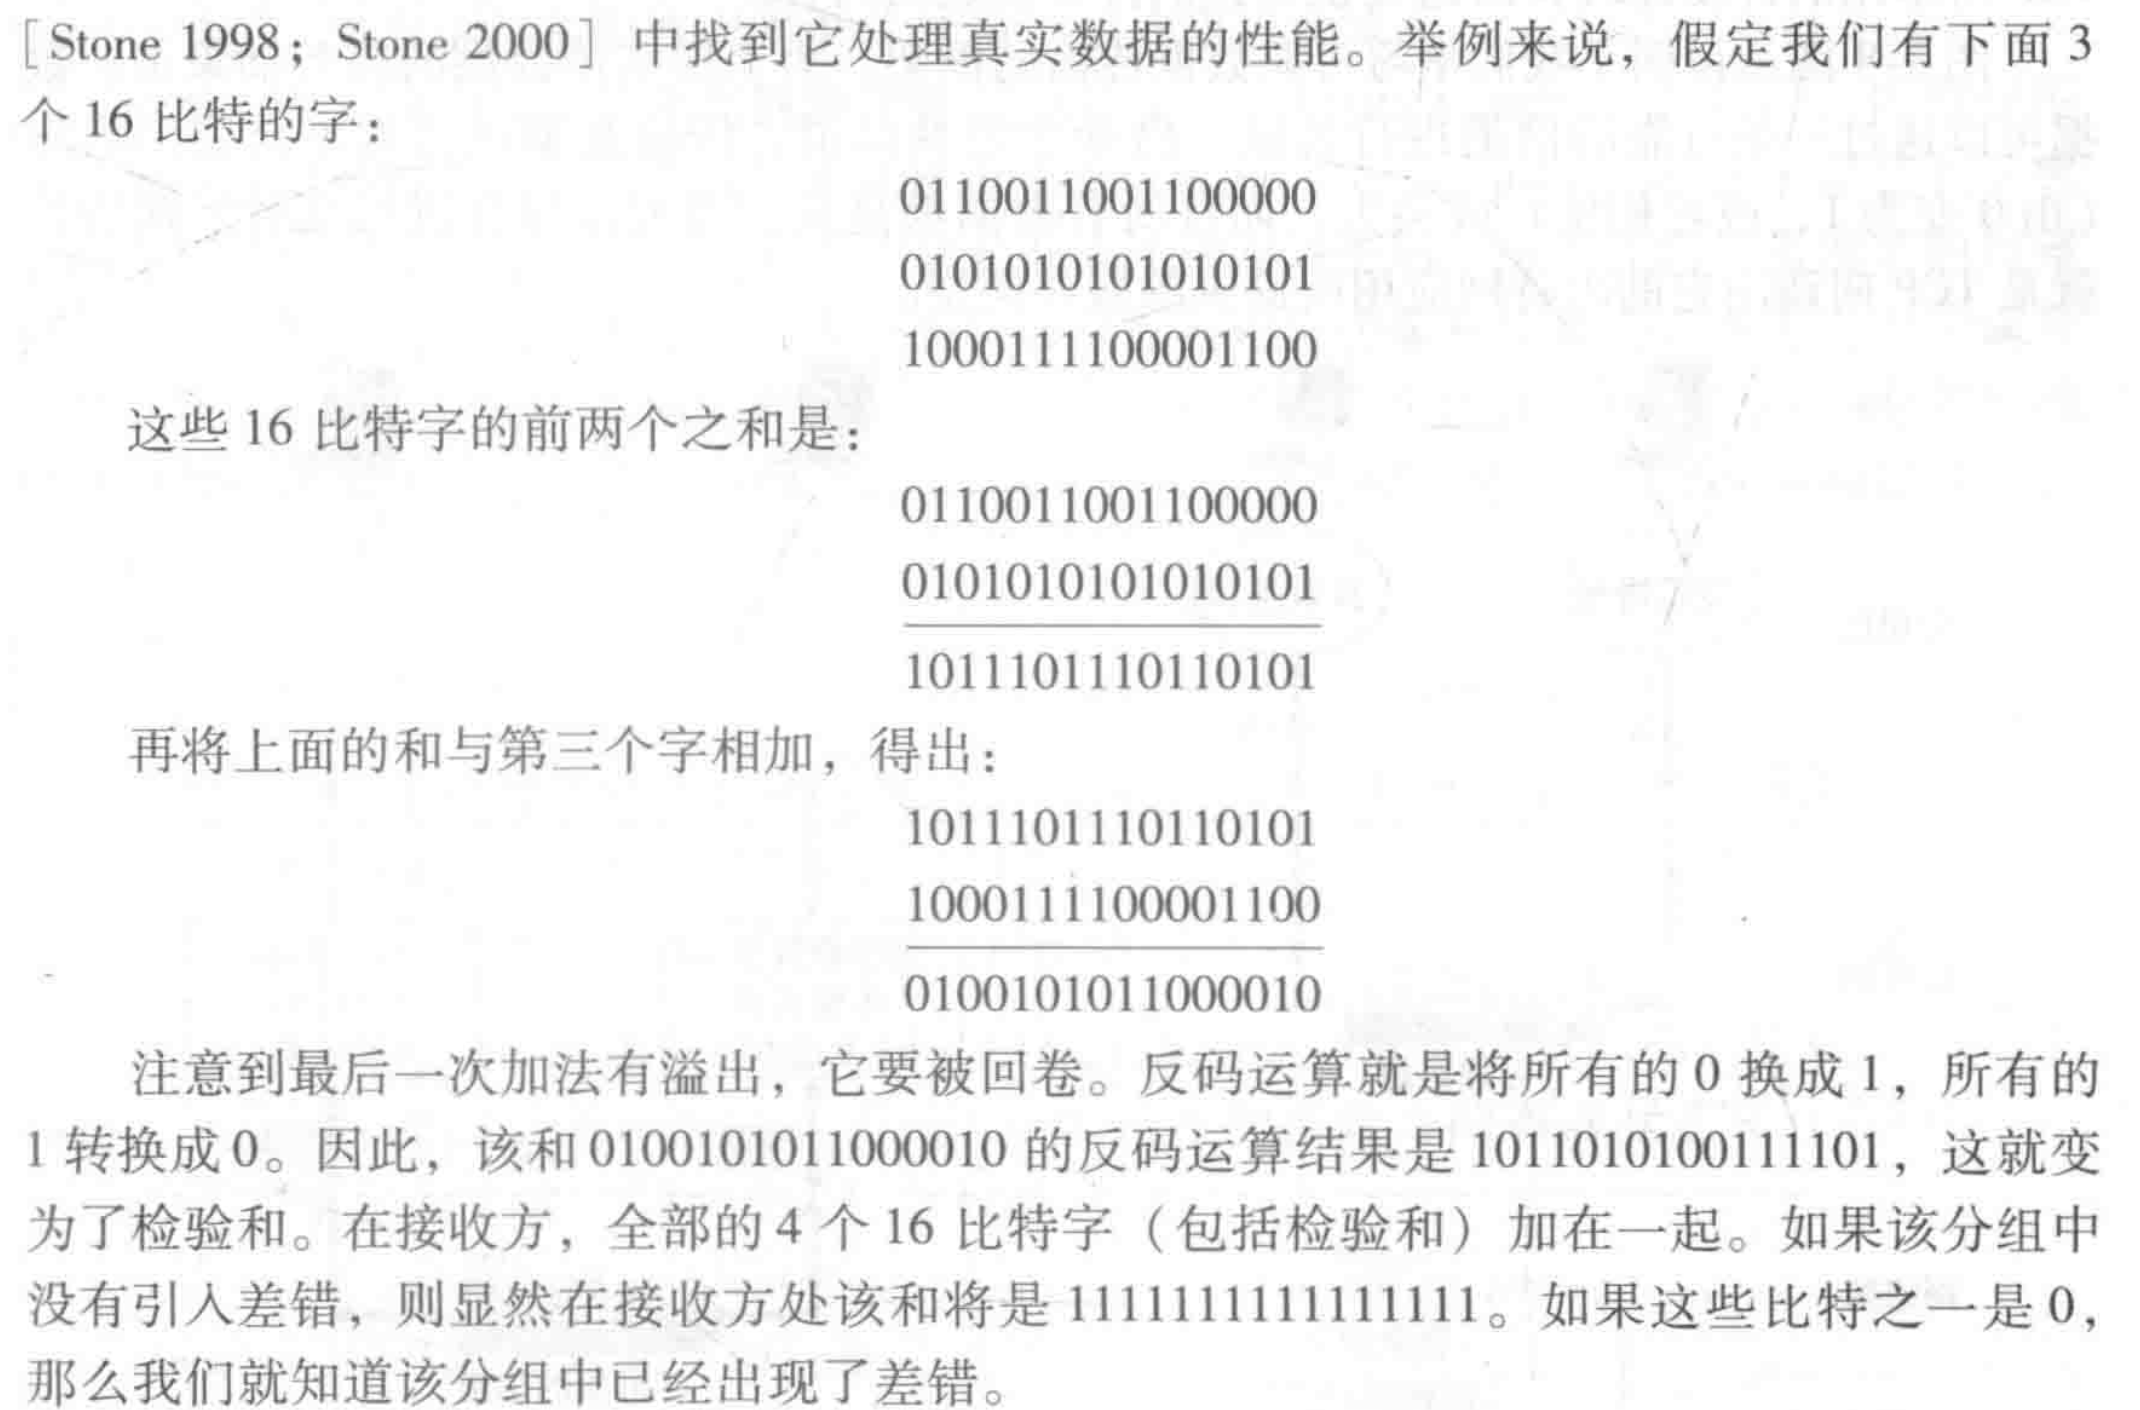 ［Stone 1998；Stone 2000］中找到它处理真实数据的性能。举例来说，假定我们有下面 3
个 16 比特的字：
0110011001100000
0101010101010101
1000111100001100
这些 16 比特字的前两个之和是：
0110011001100000
0101010101010101
1011101110110101
再将上面的和与第三个字相加，得出：
1011101110110101
1000111100001100
0100101011000010
注意到最后一次加法有溢出，它要被回卷。反码运算就是将所有的 0 换成 1，所有的
1 转换成 0。因此，该和 0100101011000010 的反码运算结果是 1011010100111101，这就变
为了检验和。在接收方，全部的 4 个 16 比特字（包括检验和）加在一起。如果该分组中
没有引入差错，则显然在接收方处该和将是 1111111111111111。如果这些比特之一是 0，
那么我们就知道该分组中已经出现了差错。